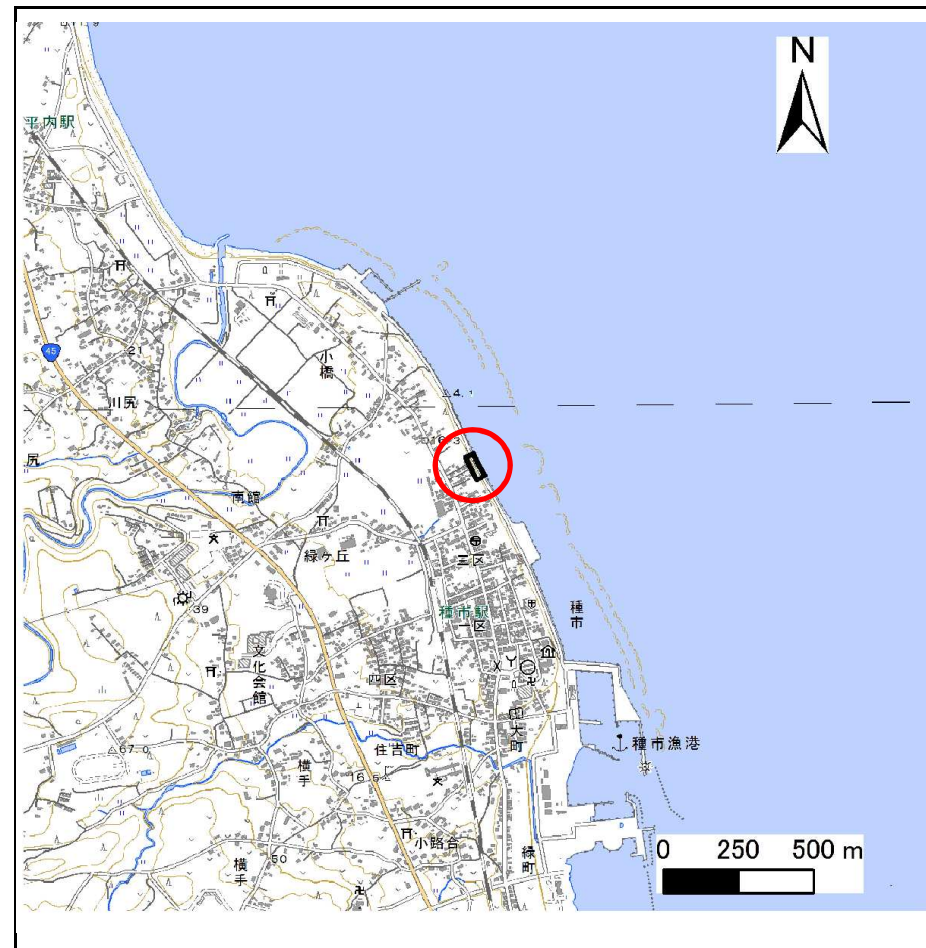 N
平内駅
45
21
川尻
尻
小橋
4.1
16.3
南館
緑ヶ丘
三区
種市駅
一区
種市
39
文化会館
四区
大町
種市漁港
住吉町
67.0
横手
16.5
小路合
緑町
横手
50
0 250 500 m